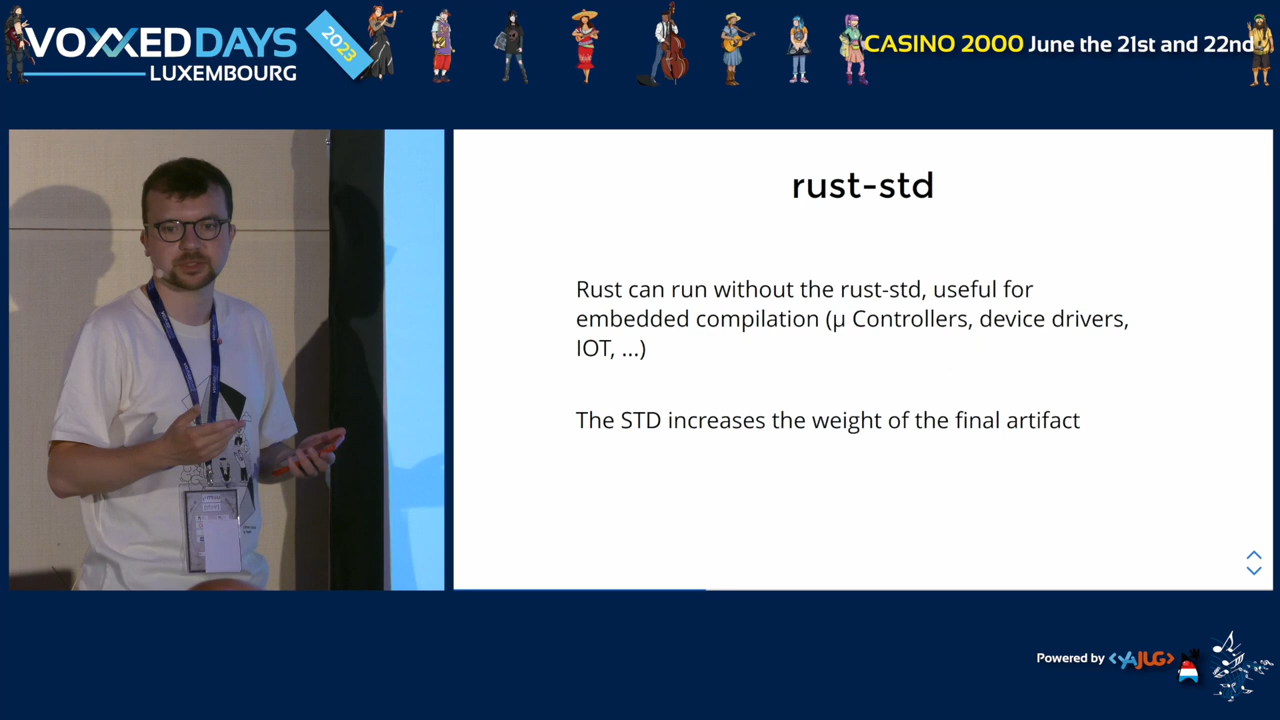 VOXXEDDAYS
LUXEMBOURG
2023
CASINO 2000 June the 21st and 22nd
rust-std
Rust can run without the rust-std, useful for
embedded compilation (µ Controllers, device drivers,
IOT, ...)
The STD increases the weight of the final artifact
Powered by <YAJUG>